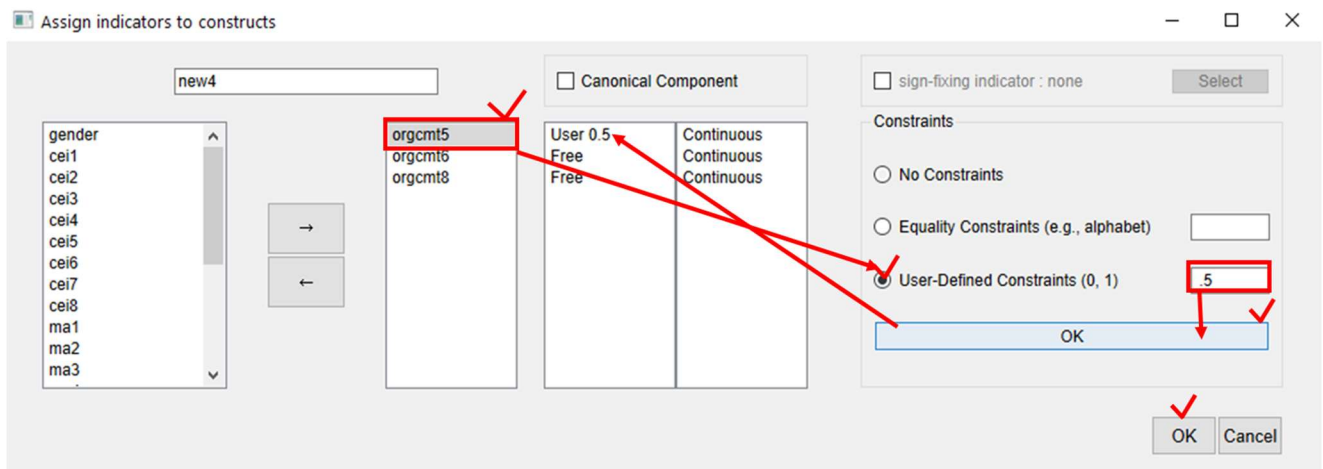 Assign indicators to constructs
new4
Canonical Component
sign-fixing indicator : none
Select
gender
cei1
cei2
cei3
cei4
cei5
cei6
cei7
cei8
ma1
ma2
ma3
→
←
orgcmt5
orgcmt6
orgcmt8
User 0.5
Free
Free
Continuous
Continuous
Continuous
Constraints
No Constraints
Equality Constraints (e.g., alphabet)
User-Defined Constraints (0, 1)
.5
OK
OK
Cancel